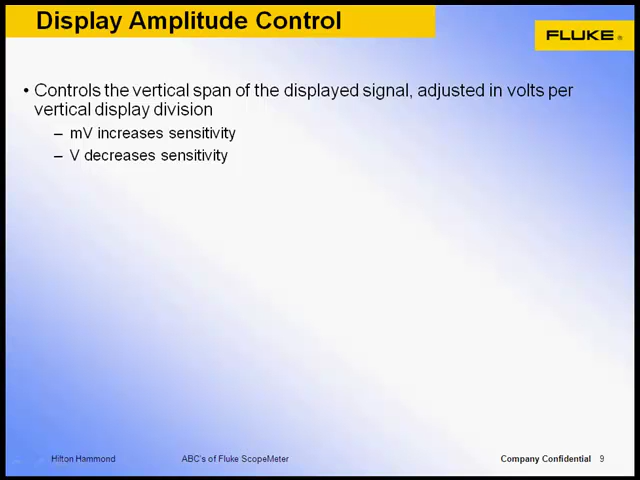 Display Amplitude Control
FLUKE®
• Controls the vertical span of the displayed signal, adjusted in volts per
vertical display division
– mV increases sensitivity
– V decreases sensitivity
Hilton Hammond ABC's of Fluke ScopeMeter Company Confidential 9